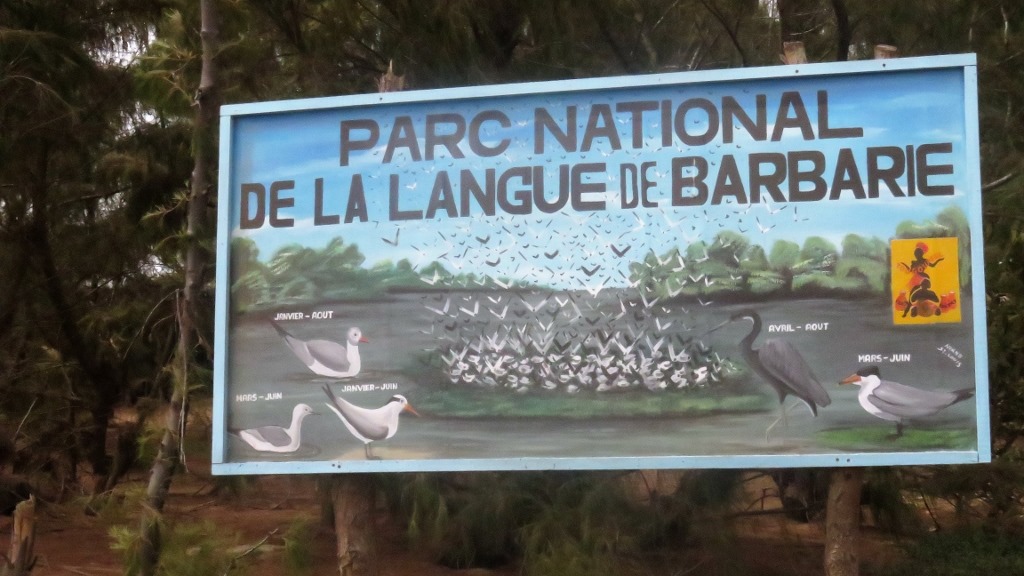 PARC NATIONAL
DE LA LANGUE DE BARBARIE
JANVIER - AOUT
AVRIL - AOUT
MARS - JUIN
JANVIER - JUIN
MARS - JUIN